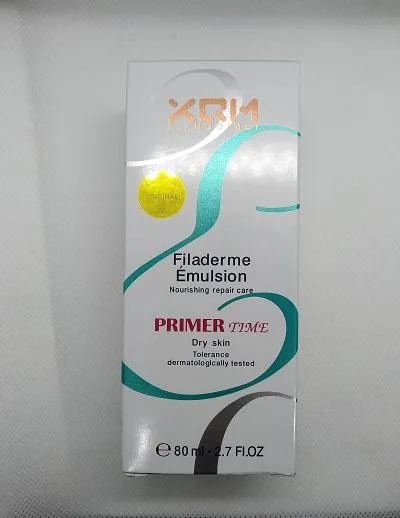 XQM
ORIGINAL
Filaderme
Émulsion
Nourishing repair care
PRIMER TIME
Dry skin
Tolerance
dermatologically tested
e 80 ml - 2.7 Fl.OZ